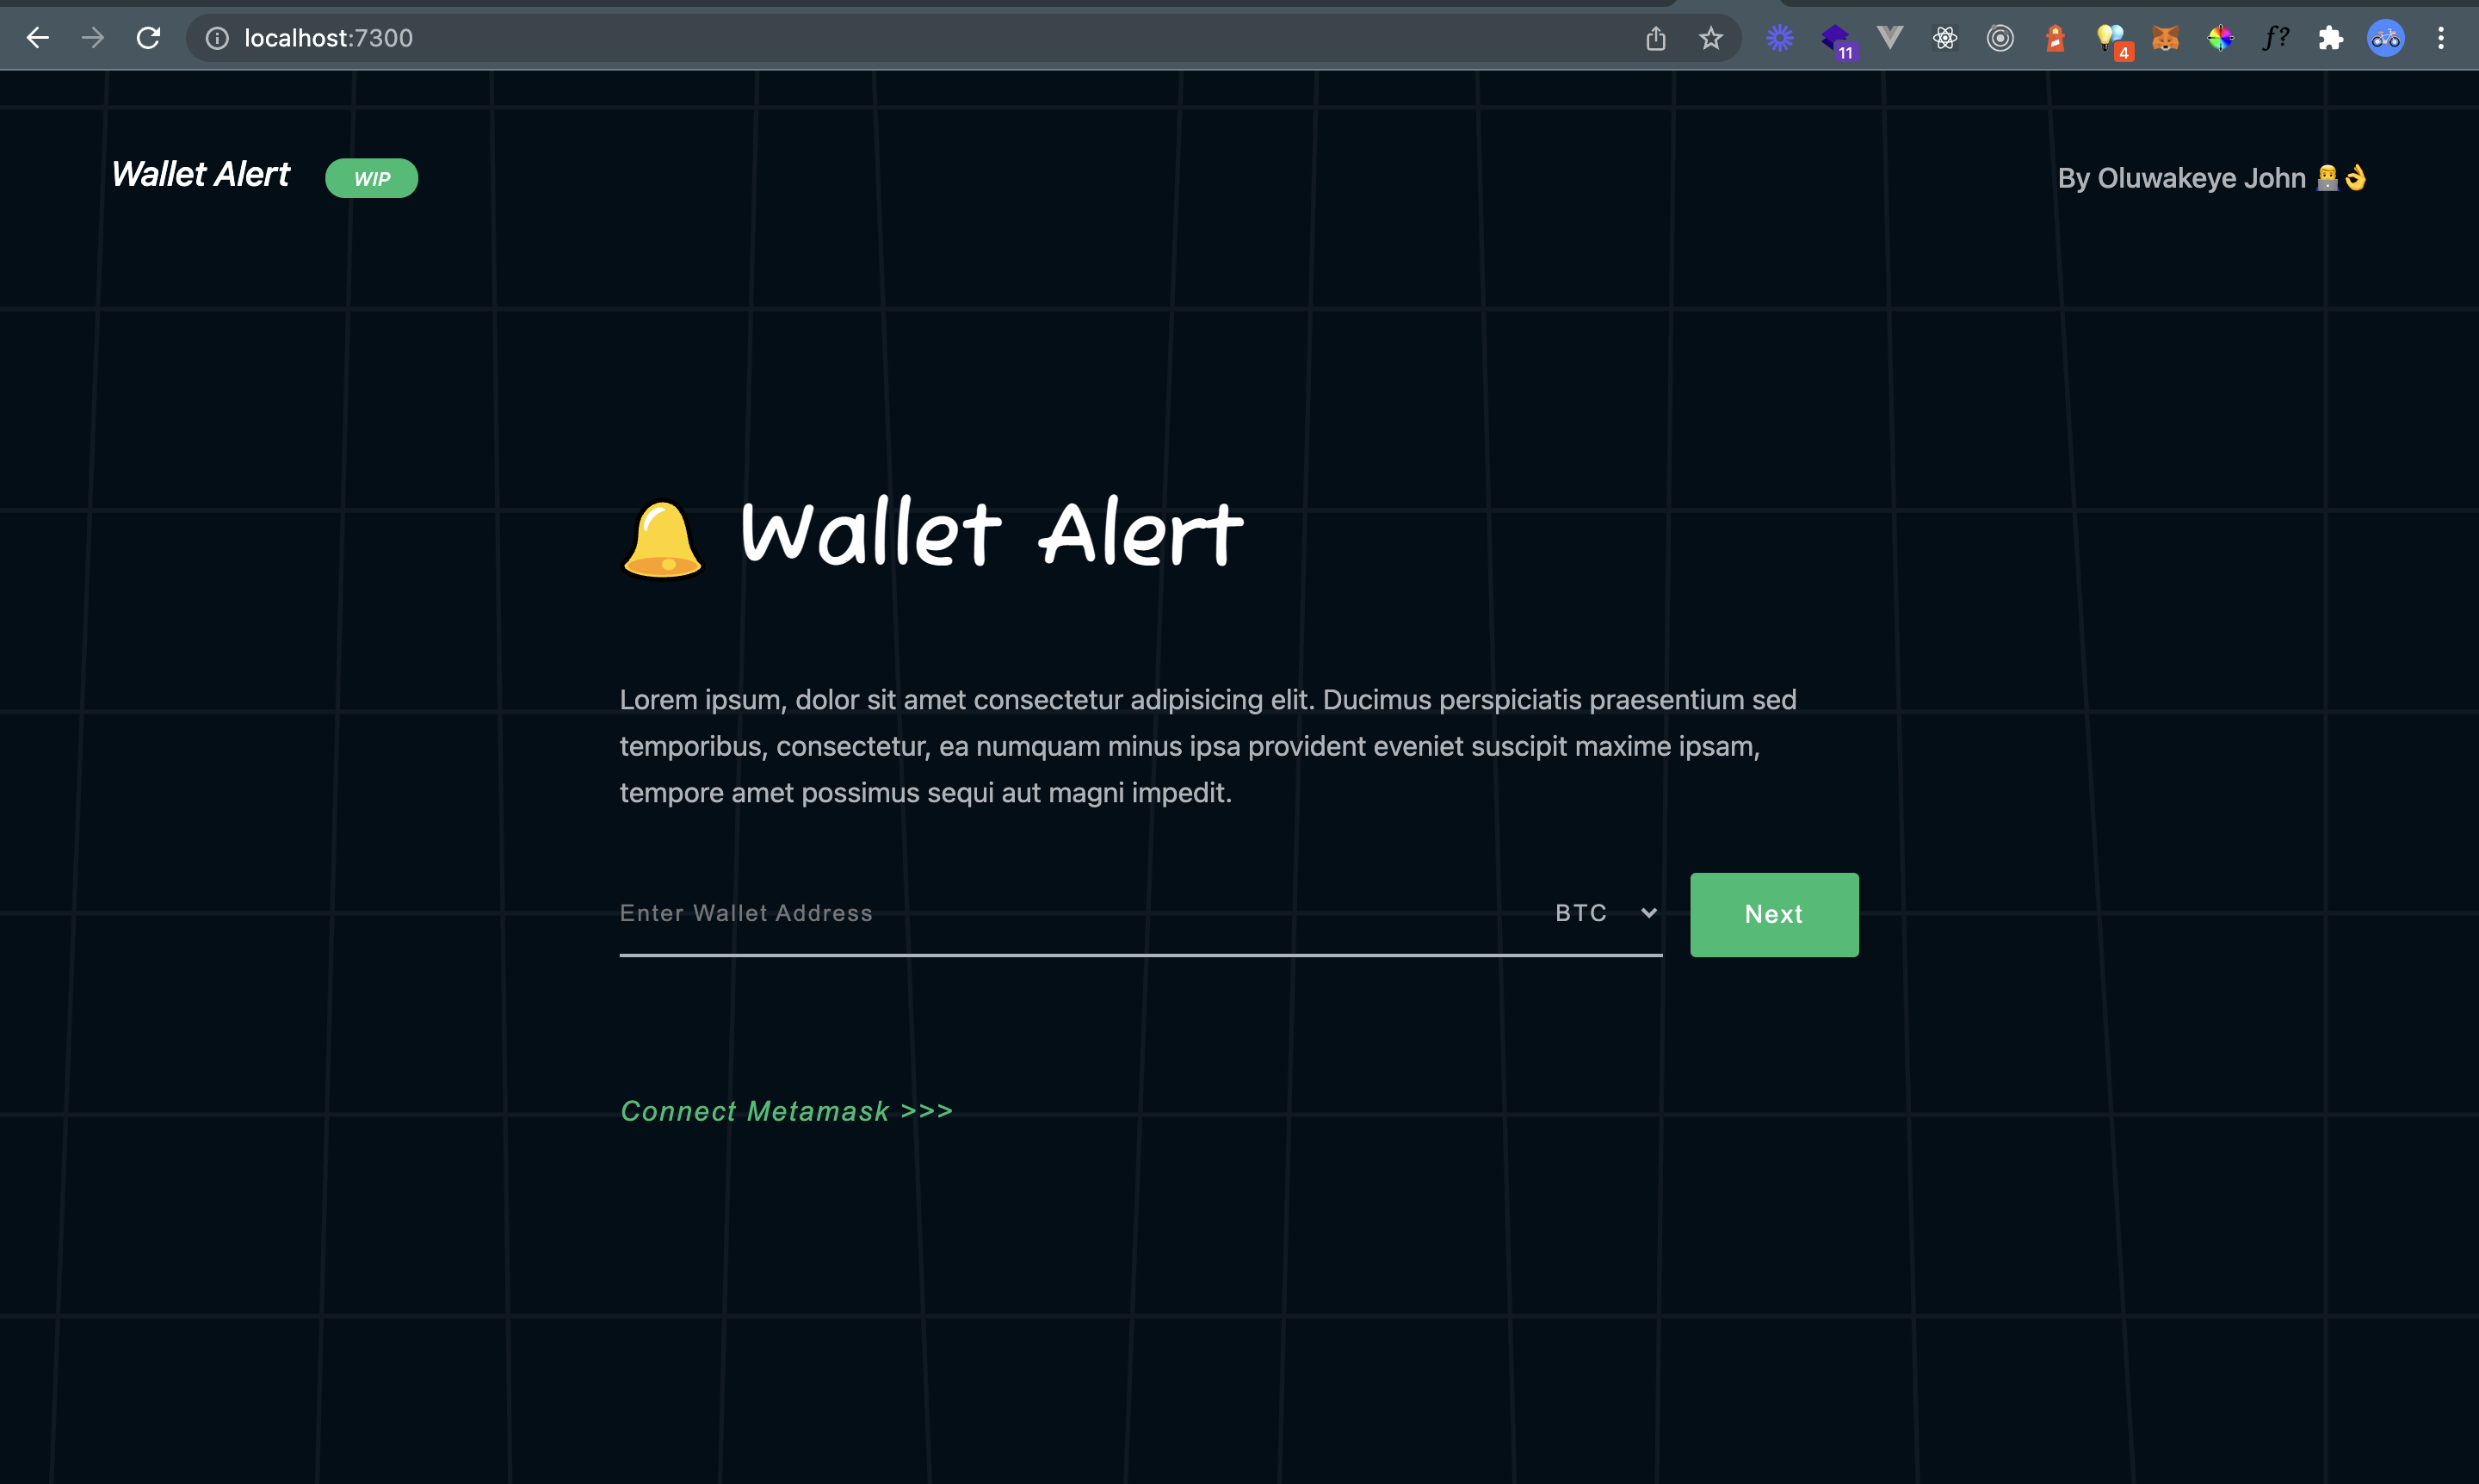 localhost:7300
11
4
f?
Wallet Alert
WIP
By Oluwakeye John 👨‍💻👌
🔔 Wallet Alert
Lorem ipsum, dolor sit amet consectetur adipisicing elit. Ducimus perspiciatis praesentium sed
temporibus, consectetur, ea numquam minus ipsa provident eveniet suscipit maxime ipsam,
tempore amet possimus sequi aut magni impedit.
Enter Wallet Address
BTC
Next
Connect Metamask >>>